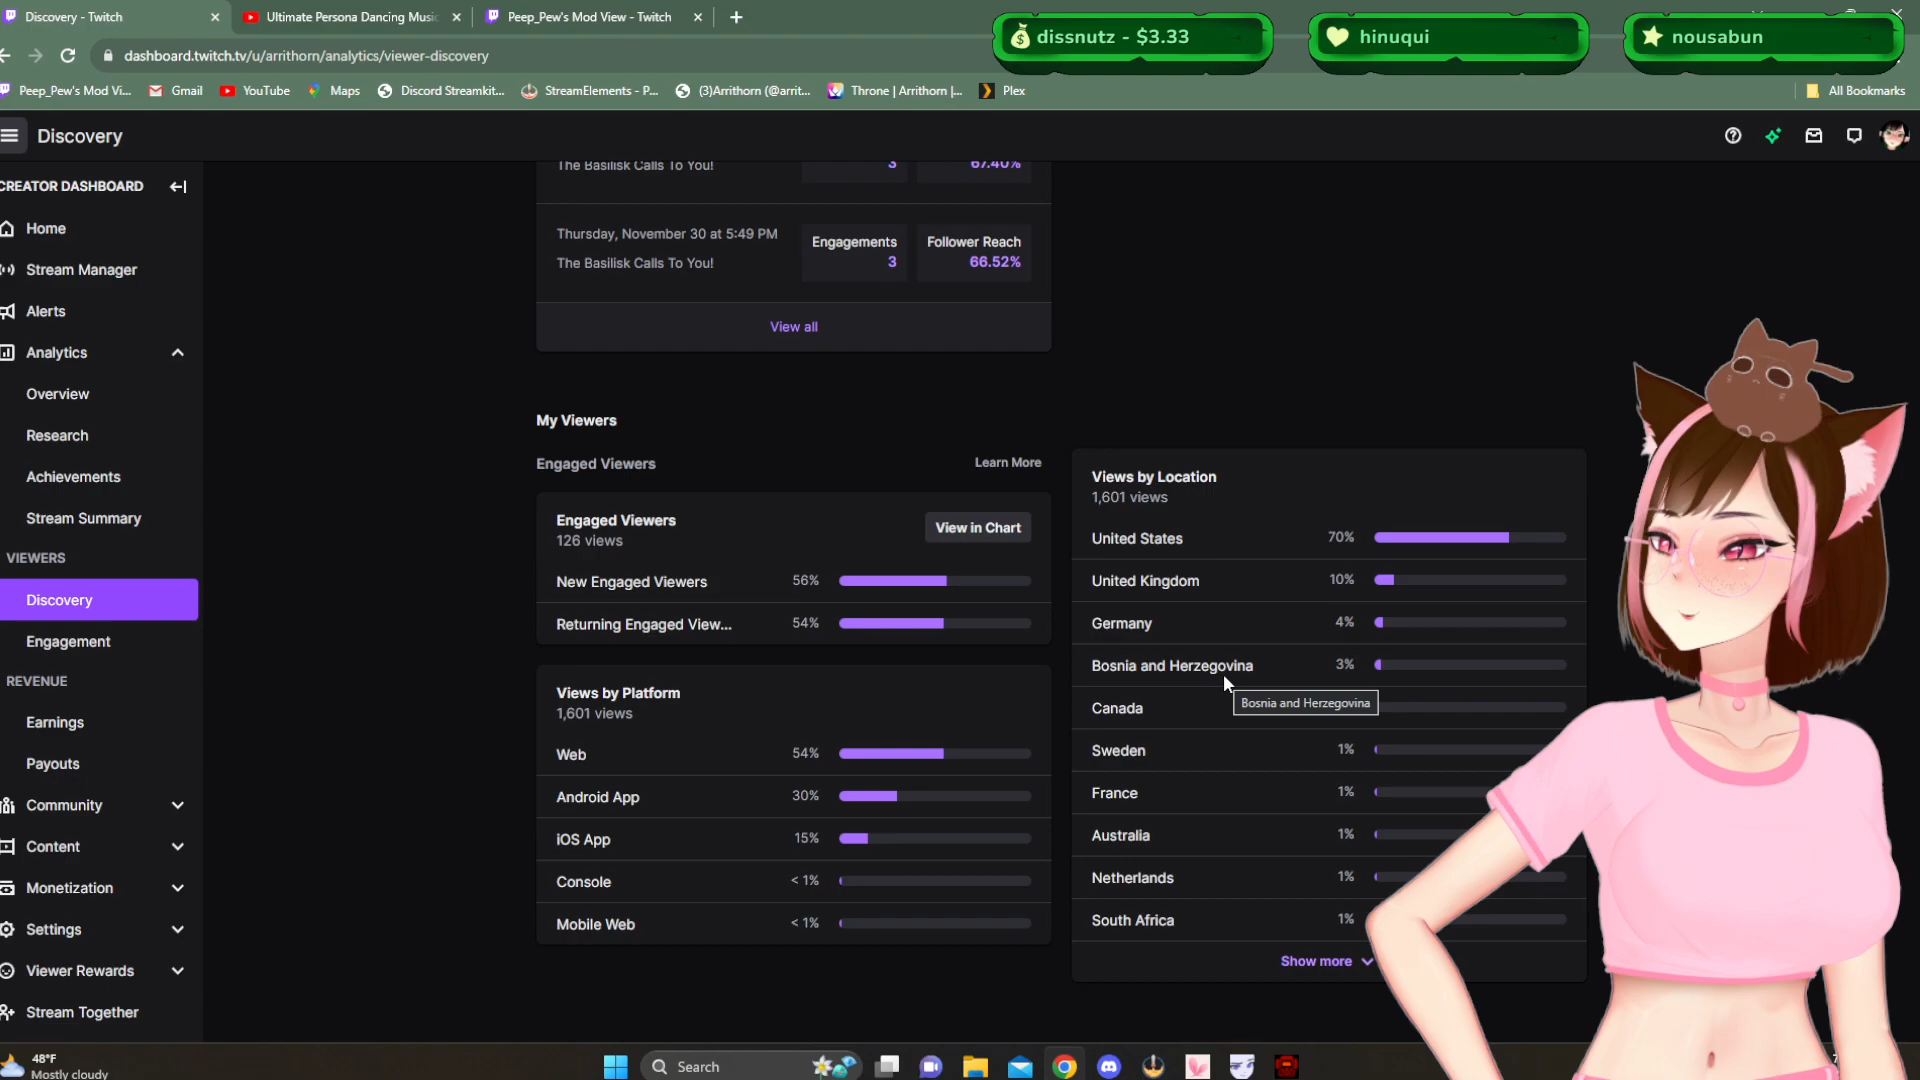 Discovery - Twitch
Ultimate Persona Dancing Music
Peep_Pew's Mod View - Twitch
dissnutz - $3.33
hinuqui
nousabun
dashboard.twitch.tv/u/arrithorn/analytics/viewer-discovery
Peep_Pew's Mod Vi...
Gmail
YouTube
Maps
Discord Streamkit...
StreamElements - P...
(3)Arrithorn (@arrit...
Throne | Arrithorn |...
Plex
All Bookmarks
Discovery
CREATOR DASHBOARD
Home
Stream Manager
Alerts
Analytics
Overview
Research
Achievements
Stream Summary
VIEWERS
Discovery
Engagement
REVENUE
Earnings
Payouts
Community
Content
Monetization
Settings
Viewer Rewards
Stream Together
The Basilisk Calls To You!
3
67.40%
Thursday, November 30 at 5:49 PM
The Basilisk Calls To You!
Engagements
3
Follower Reach
66.52%
View all
My Viewers
Engaged Viewers
Learn More
Engaged Viewers
126 views
View in Chart
New Engaged Viewers 56%
Returning Engaged View... 54%
Views by Platform
1,601 views
Web 54%
Android App 30%
iOS App 15%
Console < 1%
Mobile Web < 1%
Views by Location
1,601 views
United States 70%
United Kingdom 10%
Germany 4%
Bosnia and Herzegovina 3%
Bosnia and Herzegovina
Canada
Sweden 1%
France 1%
Australia 1%
Netherlands 1%
South Africa 1%
Show more
48°F
Mostly cloudy
Search